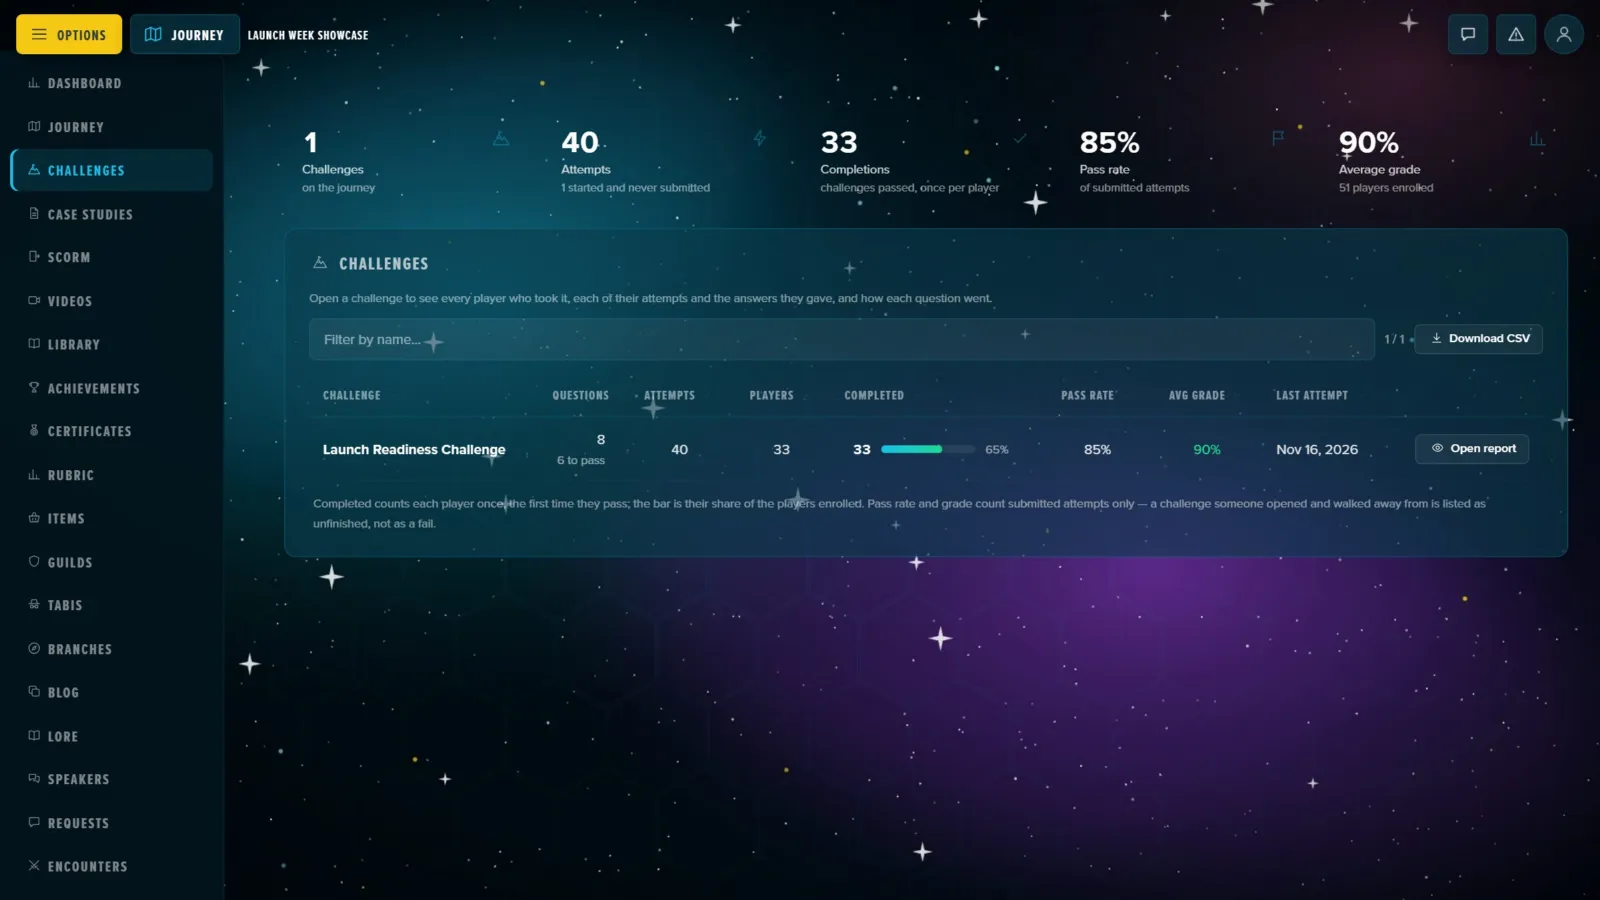 OPTIONS
JOURNEY
LAUNCH WEEK SHOWCASE
DASHBOARD
JOURNEY
CHALLENGES
CASE STUDIES
SCORM
VIDEOS
LIBRARY
ACHIEVEMENTS
CERTIFICATES
RUBRIC
ITEMS
GUILDS
TABIS
BRANCHES
BLOG
LORE
SPEAKERS
REQUESTS
ENCOUNTERS
1
Challenges
on the journey
40
Attempts
1 started and never submitted
33
Completions
challenges passed, once per player
85%
Pass rate
of submitted attempts
90%
Average grade
51 players enrolled
CHALLENGES
Open a challenge to see every player who took it, each of their attempts and the answers they gave, and how each question went.
Filter by name...
1 / 1
Download CSV
CHALLENGE QUESTIONS ATTEMPTS PLAYERS COMPLETED PASS RATE AVG GRADE LAST ATTEMPT
Launch Readiness Challenge 8 40 33 33 65% 85% 90% Nov 16, 2026 Open report
6 to pass
Completed counts each player once, the first time they pass; the bar is their share of the players enrolled. Pass rate and grade count submitted attempts only — a challenge someone opened and walked away from is listed as
unfinished, not as a fail.